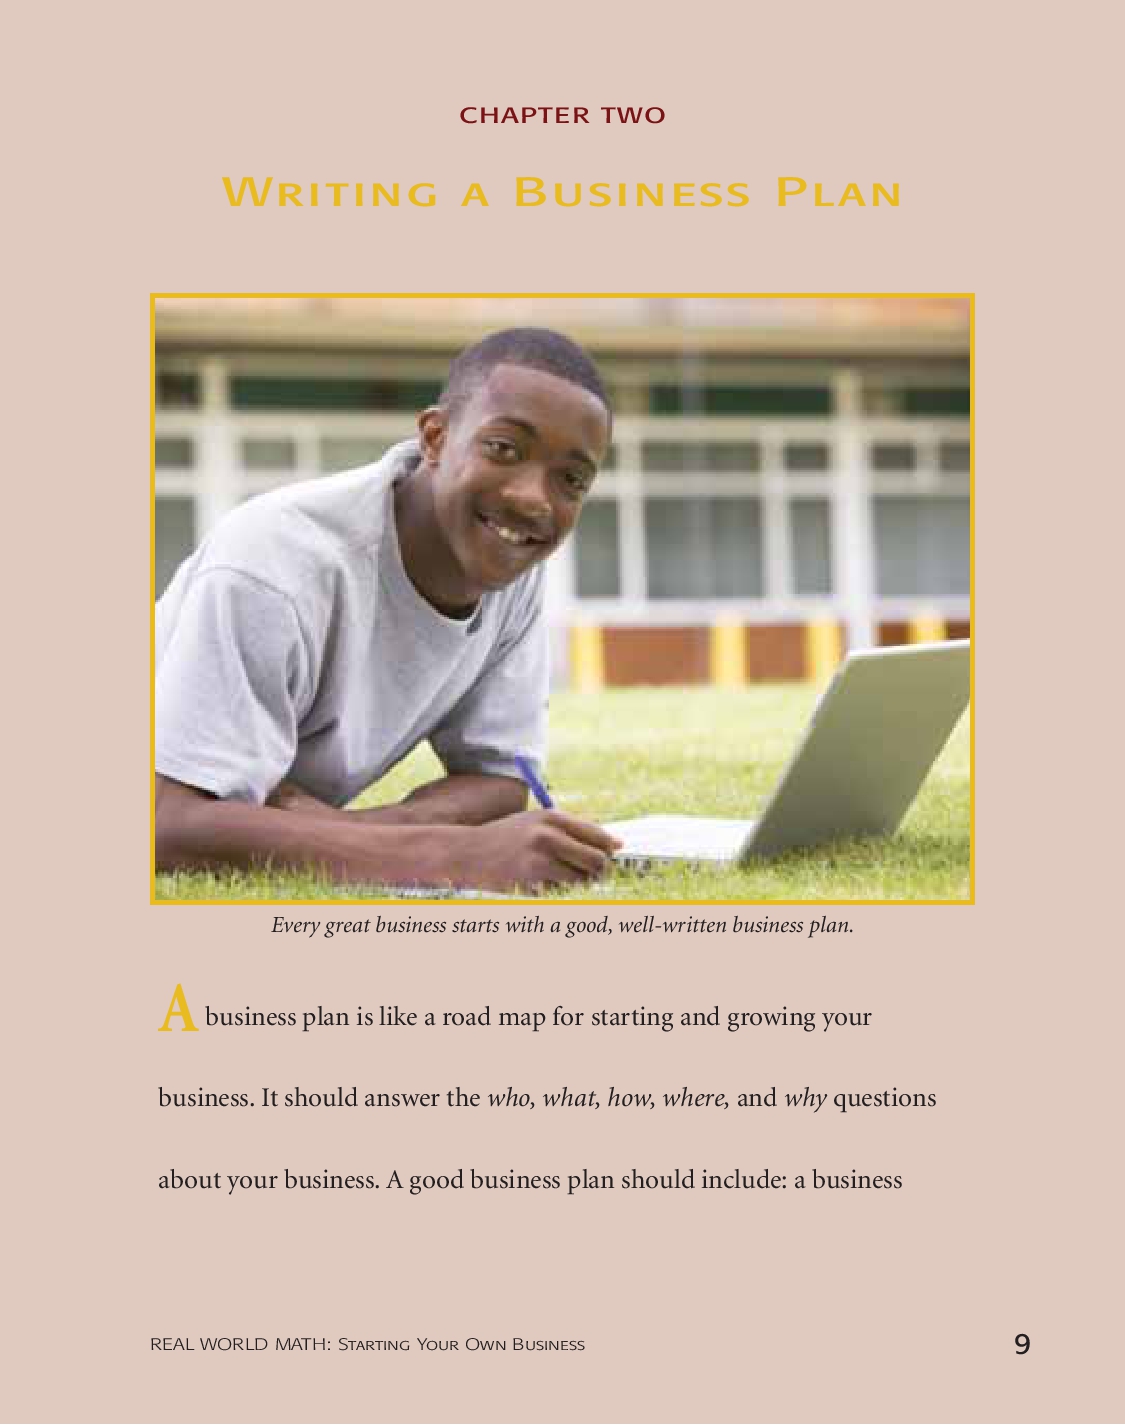 CHAPTER TWO
WRITING A BUSINESS PLAN
Every great business starts with a good, well-written business plan.
A business plan is like a road map for starting and growing your
business. It should answer the who, what, how, where, and why questions
about your business. A good business plan should include: a business
REAL WORLD MATH: STARTING YOUR OWN BUSINESS
9